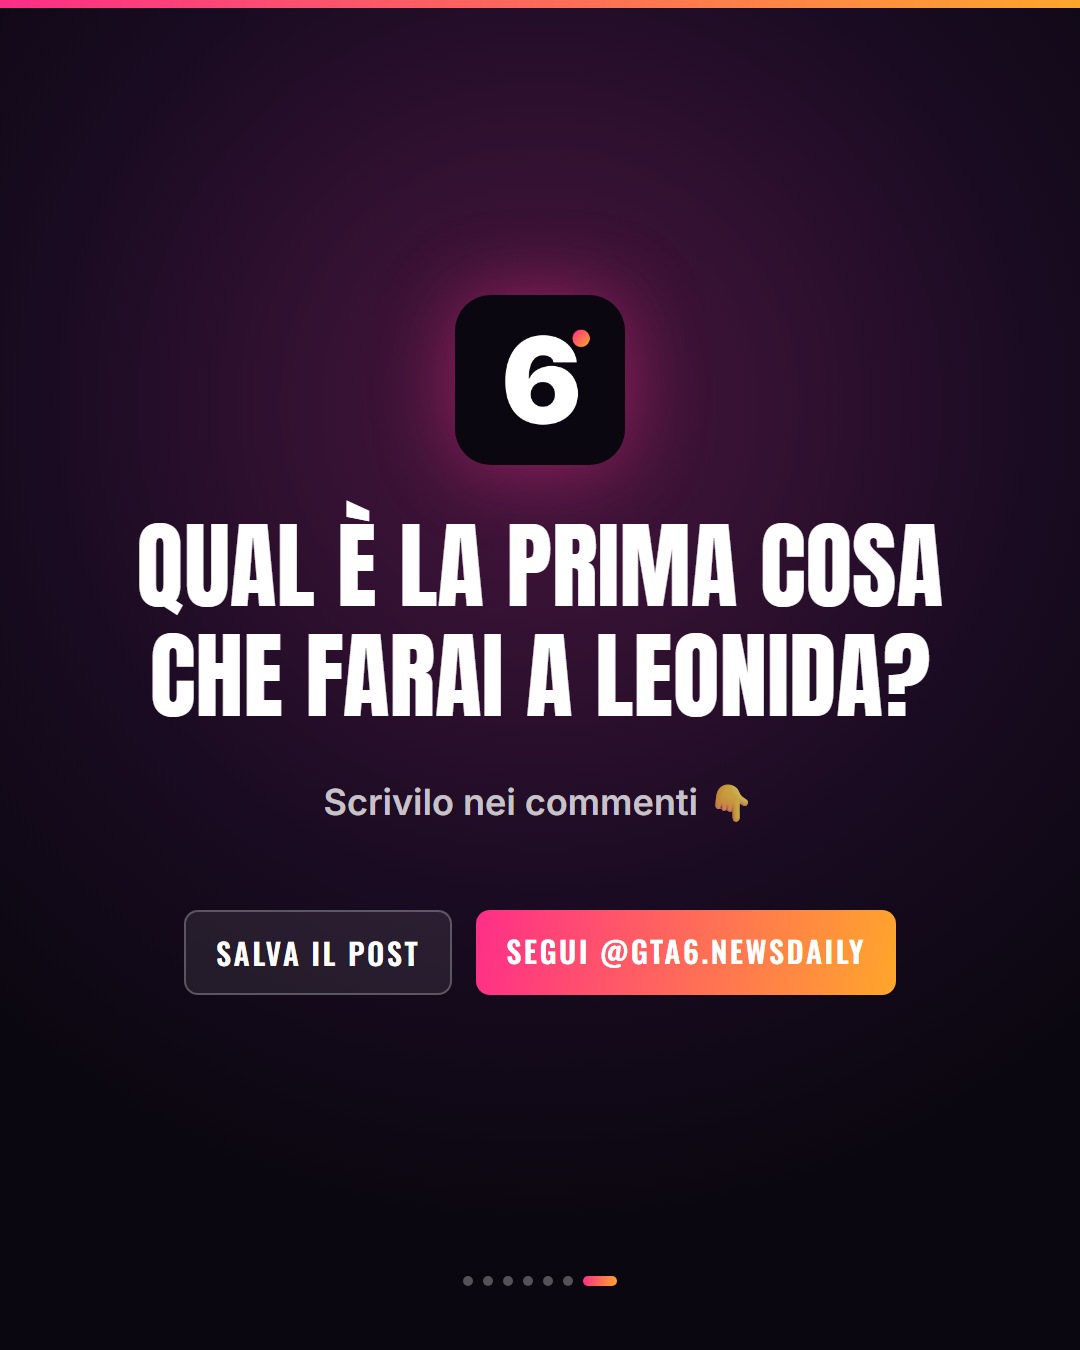 6
QUAL È LA PRIMA COSA
CHE FARAI A LEONIDA?
Scrivilo nei commenti 👇
SALVA IL POST
SEGUI @GTA6.NEWSDAILY